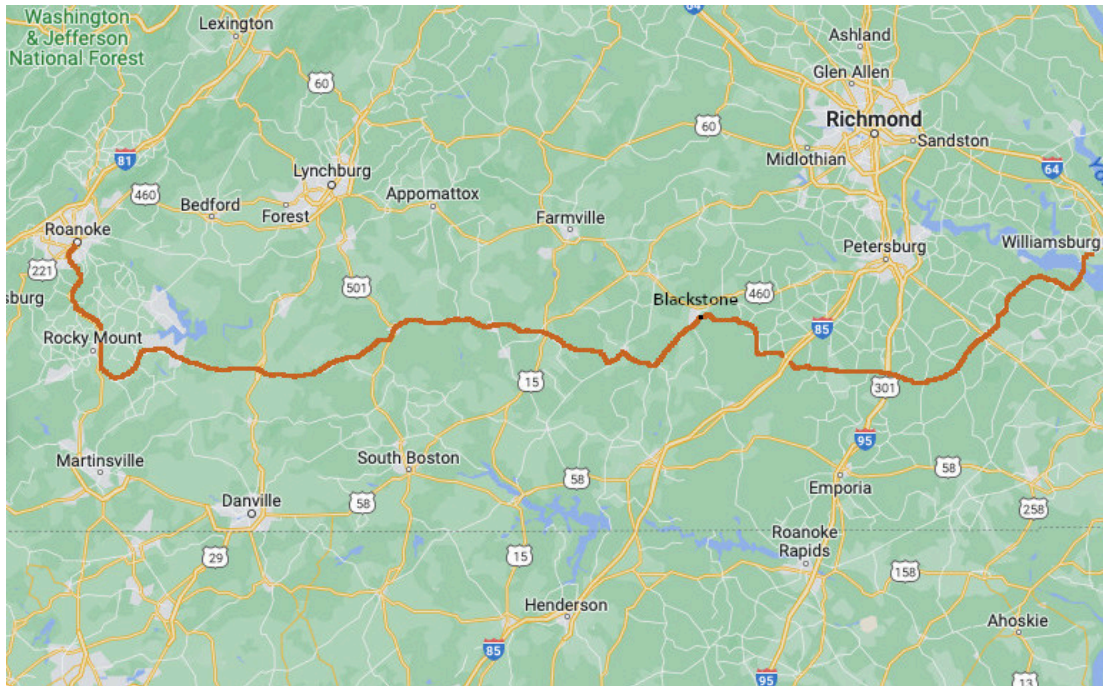 Washington
& Jefferson
National Forest
Lexington
60
81
Lynchburg
460
Bedford
Forest
Appomattox
Roanoke
221
sburg
Rocky Mount
501
Farmville
Blackstone
460
15
64
Ashland
Glen Allen
Richmond
60
Midlothian
Sandston
64
Yo
Petersburg
Williamsburg
85
301
95
Martinsville
South Boston
Danville
58
58
58
Emporia
258
29
15
Roanoke
Rapids
158
Henderson
85
95
Ahoskie
13